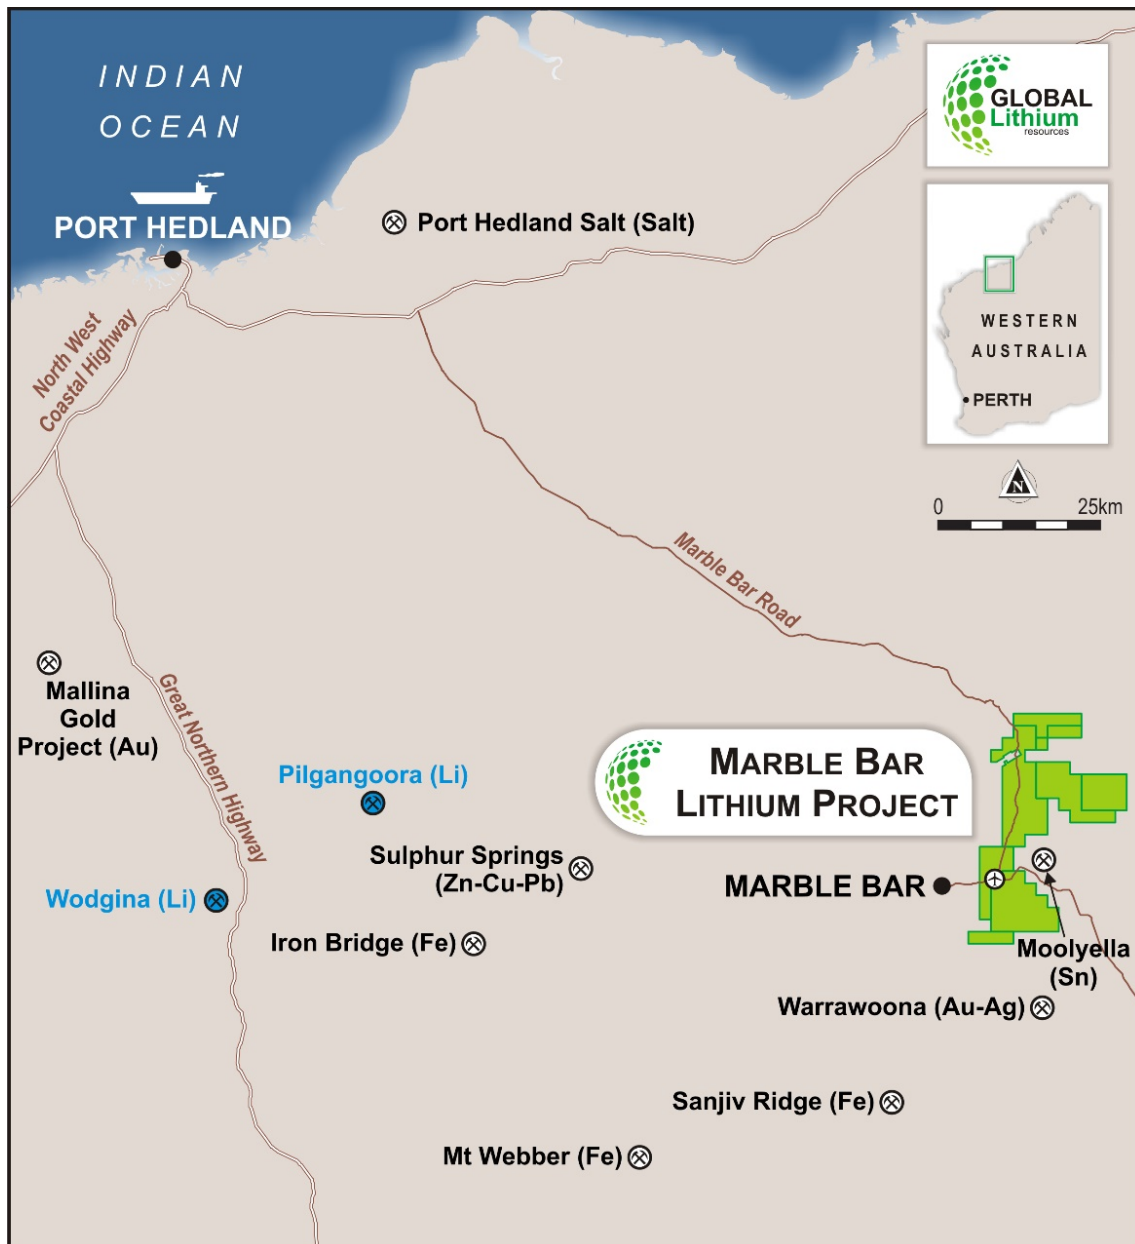 INDIAN
OCEAN
GLOBAL
Lithium
resources
PORT HEDLAND
Port Hedland Salt (Salt)
North West
Coastal Highway
WESTERN
AUSTRALIA
PERTH
N
0 25km
Marble Bar Road
Mallina
Gold
Project (Au)
Great Northern Highway
Pilgangoora (Li)
MARBLE BAR
LITHIUM PROJECT
Sulphur Springs
(Zn-Cu-Pb)
MARBLE BAR
Wodgina (Li)
Iron Bridge (Fe)
Moolyella
(Sn)
Warrawoona (Au-Ag)
Sanjiv Ridge (Fe)
Mt Webber (Fe)